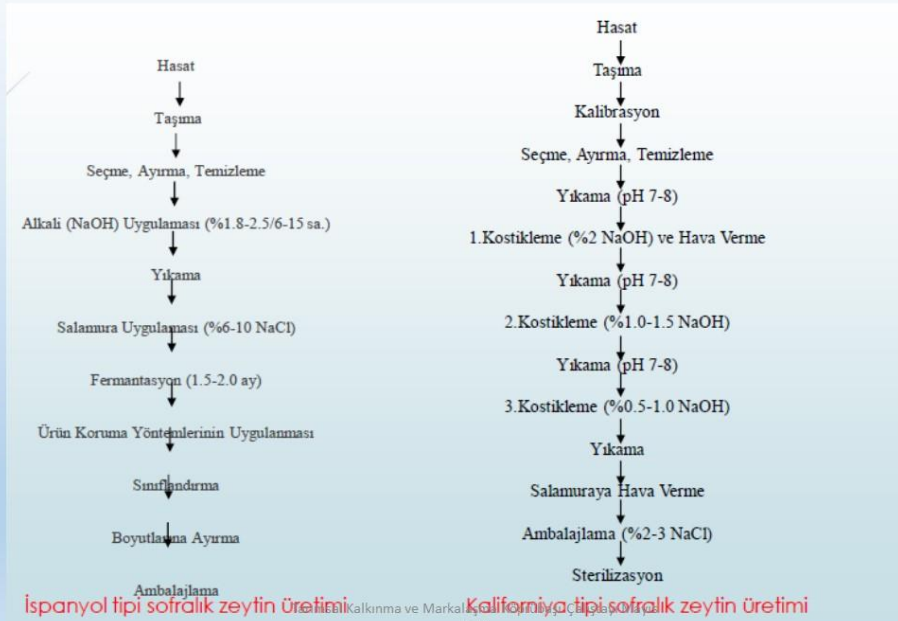 Hasat
Taşıma
Seçme, Ayırma, Temizleme
Alkali (NaOH) Uygulaması (%1.8-2.5/6-15 sa.)
Yıkama
Salamura Uygulaması (%6-10 NaCl)
Fermantasyon (1.5-2.0 ay)
Ürün Koruma Yöntemlerinin Uygulanması
Sınıflandırma
Boyutlarına Ayırma
Ambalajlama
İspanyol tipi sofralık zeytin üretimi
Hasat
Taşıma
Kalibrasyon
Seçme, Ayırma, Temizleme
Yıkama (pH 7-8)
1.Kostikleme (%2 NaOH) ve Hava Verme
Yıkama (pH 7-8)
2.Kostikleme (%1.0-1.5 NaOH)
Yıkama (pH 7-8)
3.Kostikleme (%0.5-1.0 NaOH)
Yıkama
Salamuraya Hava Verme
Ambalajlama (%2-3 NaCl)
Sterilizasyon
Kaliforniya tipi sofralık zeytin üretimi
Kalkınma ve